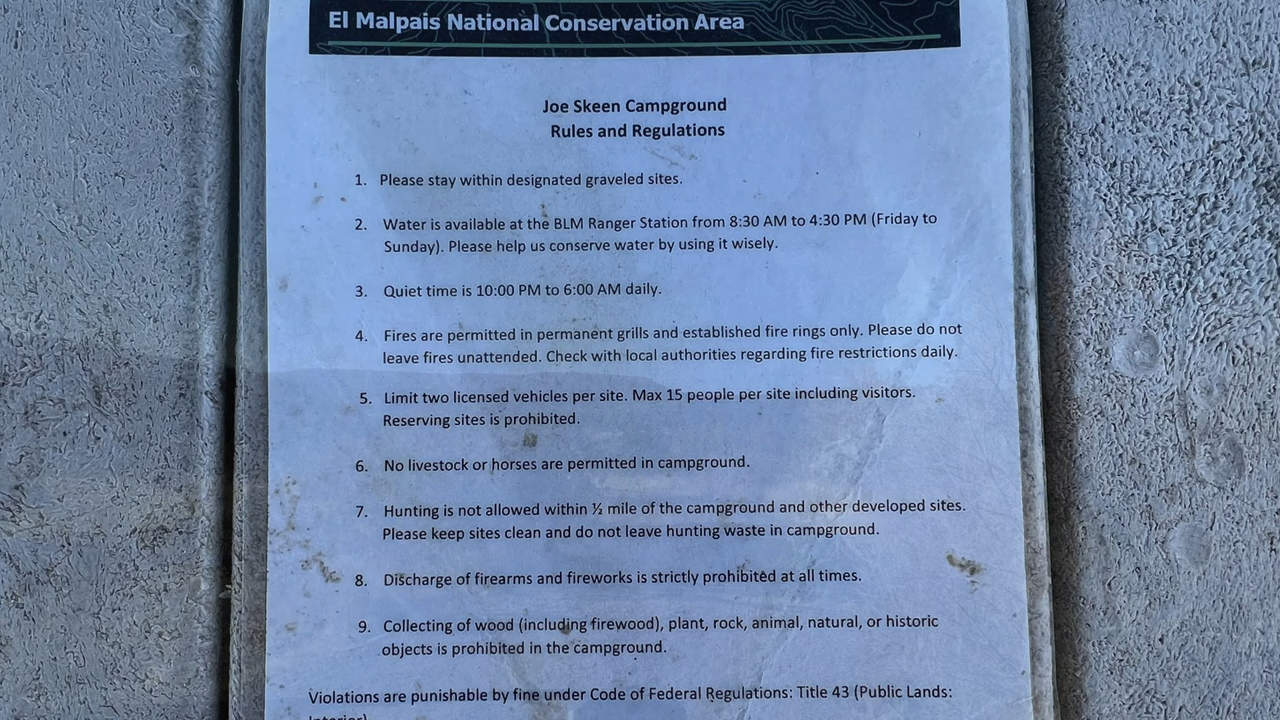 El Malpais National Conservation Area
Joe Skeen Campground
Rules and Regulations
1. Please stay within designated graveled sites.
2. Water is available at the BLM Ranger Station from 8:30 AM to 4:30 PM (Friday to
Sunday). Please help us conserve water by using it wisely.
3. Quiet time is 10:00 PM to 6:00 AM daily.
4. Fires are permitted in permanent grills and established fire rings only. Please do not
leave fires unattended. Check with local authorities regarding fire restrictions daily.
5. Limit two licensed vehicles per site. Max 15 people per site including visitors.
Reserving sites is prohibited.
6. No livestock or horses are permitted in campground.
7. Hunting is not allowed within ½ mile of the campground and other developed sites.
Please keep sites clean and do not leave hunting waste in campground.
8. Discharge of firearms and fireworks is strictly prohibited at all times.
9. Collecting of wood (including firewood), plant, rock, animal, natural, or historic
objects is prohibited in the campground.
Violations are punishable by fine under Code of Federal Regulations: Title 43 (Public Lands: